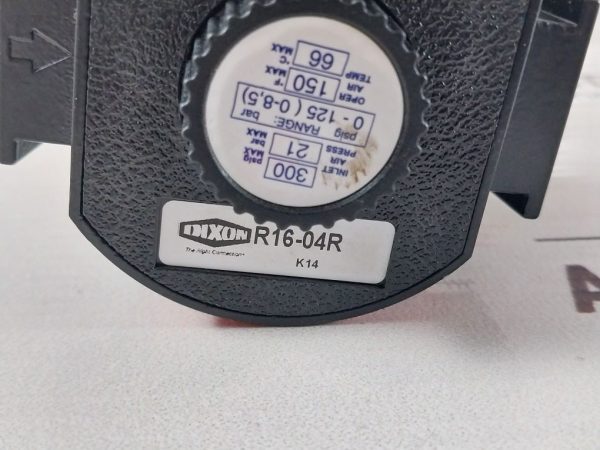 INLET AIR PRESS
300 psig MAX
21 bar MAX
psig RANGE: bar
0 - 125 ( 0-8,5)
OPER AIR TEMP
150 °F MAX
66 °C MAX
DIXON R16-04R
The Right Connection
K14
A